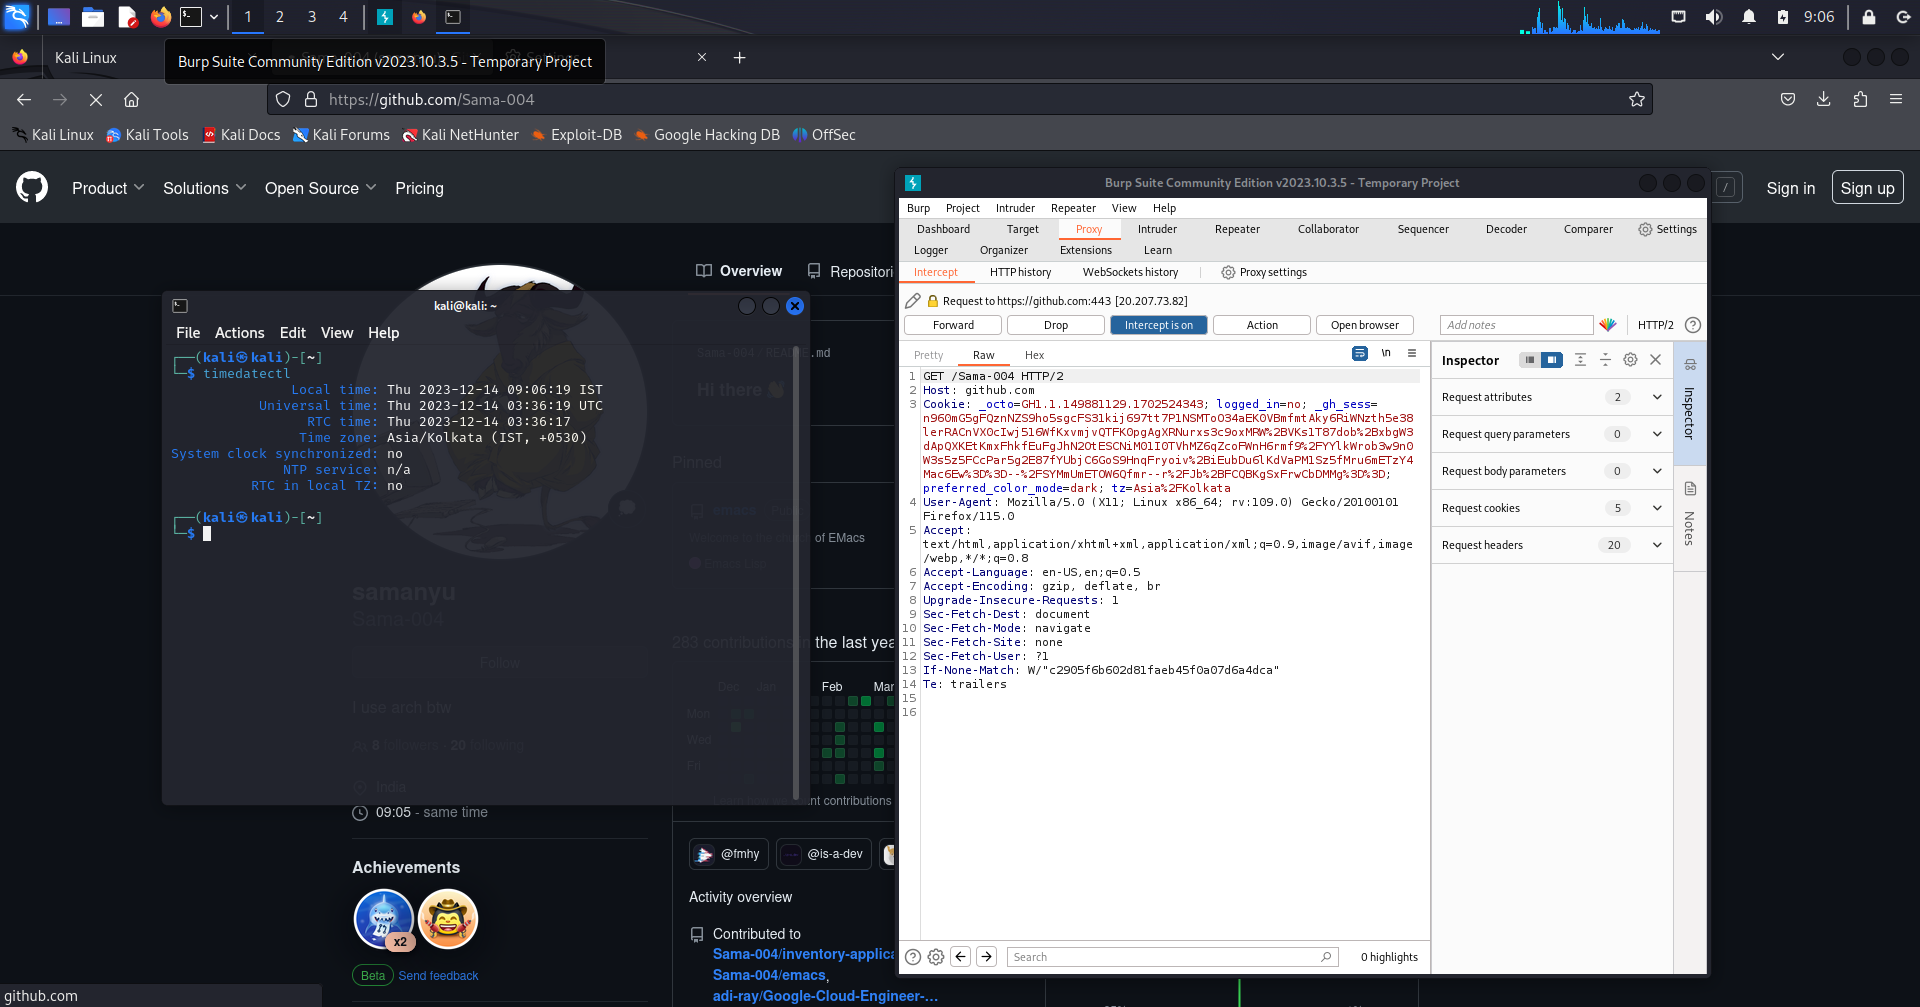 1 2 3 4 9:06
Kali Linux
Burp Suite Community Edition v2023.10.3.5 - Temporary Project
https://github.com/Sama-004
Kali Linux Kali Tools Kali Docs Kali Forums Kali NetHunter Exploit-DB Google Hacking DB OffSec
Product Solutions Open Source Pricing
/ Sign in Sign up
Overview Repositori
kali@kali: ~
File Actions Edit View Help
(kali㉿kali)-[~]
$ timedatectl
Local time: Thu 2023-12-14 09:06:19 IST
Universal time: Thu 2023-12-14 03:36:19 UTC
RTC time: Thu 2023-12-14 03:36:17
Time zone: Asia/Kolkata (IST, +0530)
System clock synchronized: no
NTP service: n/a
RTC in local TZ: no
(kali㉿kali)-[~]
$
Sama-004: README.md
Hi there 👋
Pinned
of EMacs
samanyu
Sama-004
Follow
283 contributions in the last yea
Dec Jan Feb Mar
Mon
Wed
Fri
I use arch btw
8 followers · 20 following
India
contributions
09:05 - same time
Achievements
x2
Beta Send feedback
@fmhy @is-a-dev
Activity overview
Contributed to
Sama-004/inventory-applica
Sama-004/emacs,
adi-ray/Google-Cloud-Engineer-...
github.com
Burp Suite Community Edition v2023.10.3.5 - Temporary Project
Burp Project Intruder Repeater View Help
Dashboard Target Proxy Intruder Repeater Collaborator Sequencer Decoder Comparer Settings
Logger Organizer Extensions Learn
Intercept HTTP history WebSockets history Proxy settings
Request to https://github.com:443 [20.207.73.82]
Forward Drop Intercept is on Action Open browser Add notes HTTP/2
Pretty Raw Hex \n
1 GET /Sama-004 HTTP/2
2 Host: github.com
3 Cookie: _octo=GH1.1.149881129.1702524343; logged_in=no; _gh_sess=
n960mG5gFQznNZS9ho5sgcFS31kij697tt7P1NSMToO34aEKOVBmfmtAky6RiWNzth5e38
lerRACnVXOcIwj516WfKxvmjvQTFKOpgAgXRNurxs3c9oxMRW%2BVKslT87dob%2BxbgW3
dApQXKEtKmxFhkfEuFgJhN2OtESCNiM01I0TVhMZ6qZcoFWnH6rmf9%2FYYlkWrob3w9nO
W3s5z5FCcPar5g2E87fYUbjC6GoS9HnqFryoiv%2BiEubDu6lKdVaPM1Sz5fMru6mETzY4
Mac6Ew%3D%3D--%2FSYMmUmETOW6Qfmr--r%2FJb%2BFCQBKgSxFrwCbDMMg%3D%3D;
preferred_color_mode=dark; tz=Asia%2FKolkata
4 User-Agent: Mozilla/5.0 (X11; Linux x86_64; rv:109.0) Gecko/20100101
Firefox/115.0
5 Accept:
text/html,application/xhtml+xml,application/xml;q=0.9,image/avif,image
/webp,*/*;q=0.8
6 Accept-Language: en-US,en;q=0.5
7 Accept-Encoding: gzip, deflate, br
8 Upgrade-Insecure-Requests: 1
9 Sec-Fetch-Dest: document
10 Sec-Fetch-Mode: navigate
11 Sec-Fetch-Site: none
12 Sec-Fetch-User: ?1
13 If-None-Match: W/"c2905f6b602d81faeb45f0a07d6a4dca"
14 Te: trailers
15
16
Search 0 highlights
Inspector
Request attributes 2
Request query parameters 0
Request body parameters 0
Request cookies 5
Request headers 20
Inspector
Notes